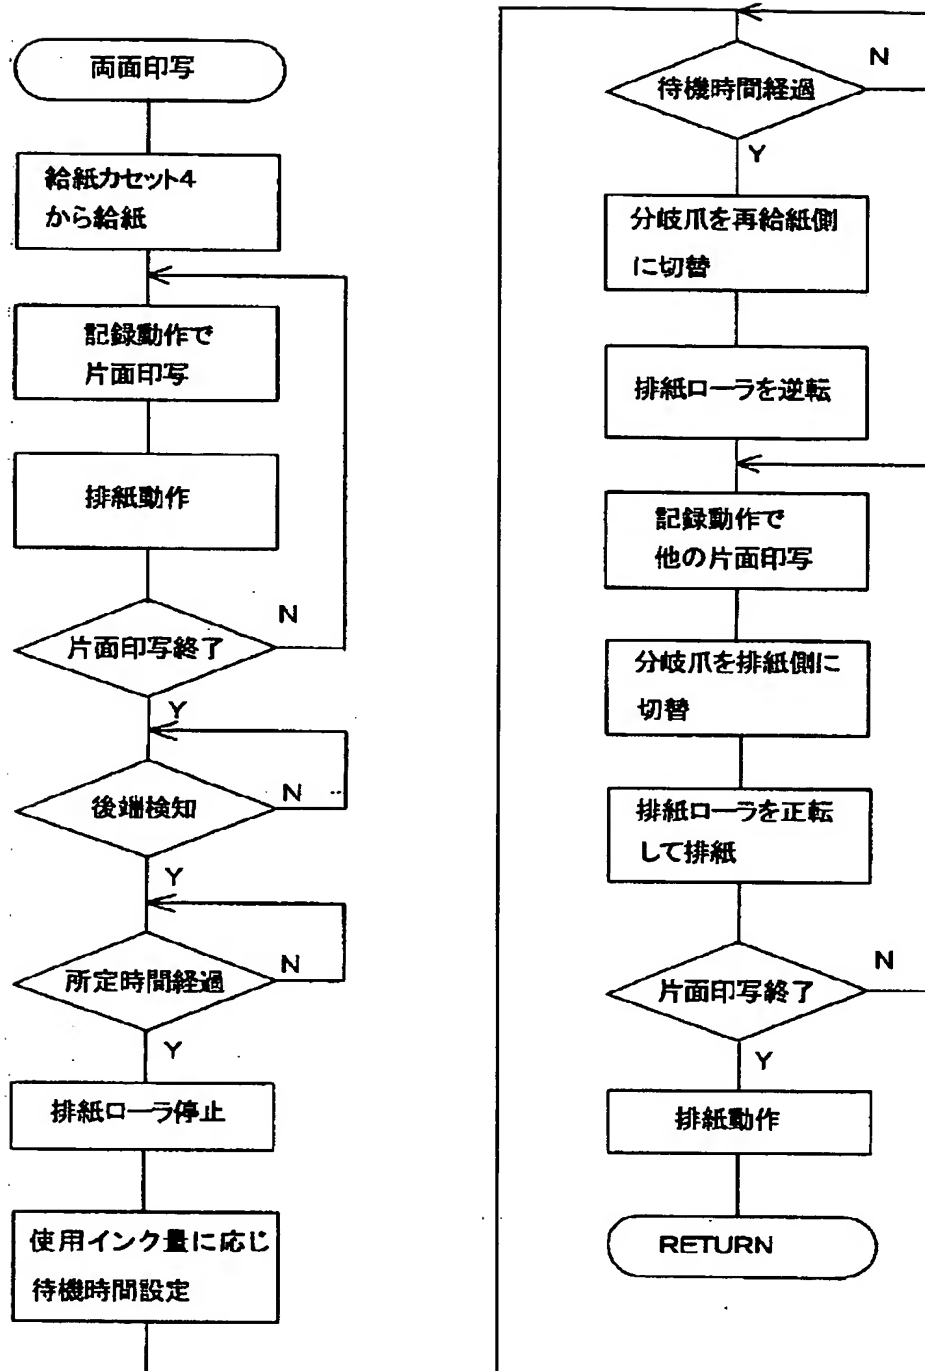 両面印写
給紙カセット4
から給紙
記録動作で
片面印写
排紙動作
片面印写終了
N
Y
後端検知
N
Y
所定時間経過
N
Y
排紙ローラ停止
使用インク量に応じ
待機時間設定
待機時間経過
N
Y
分岐爪を再給紙側
に切替
排紙ローラを逆転
記録動作で
他の片面印写
分岐爪を排紙側に
切替
排紙ローラを正転
して排紙
片面印写終了
N
Y
排紙動作
RETURN